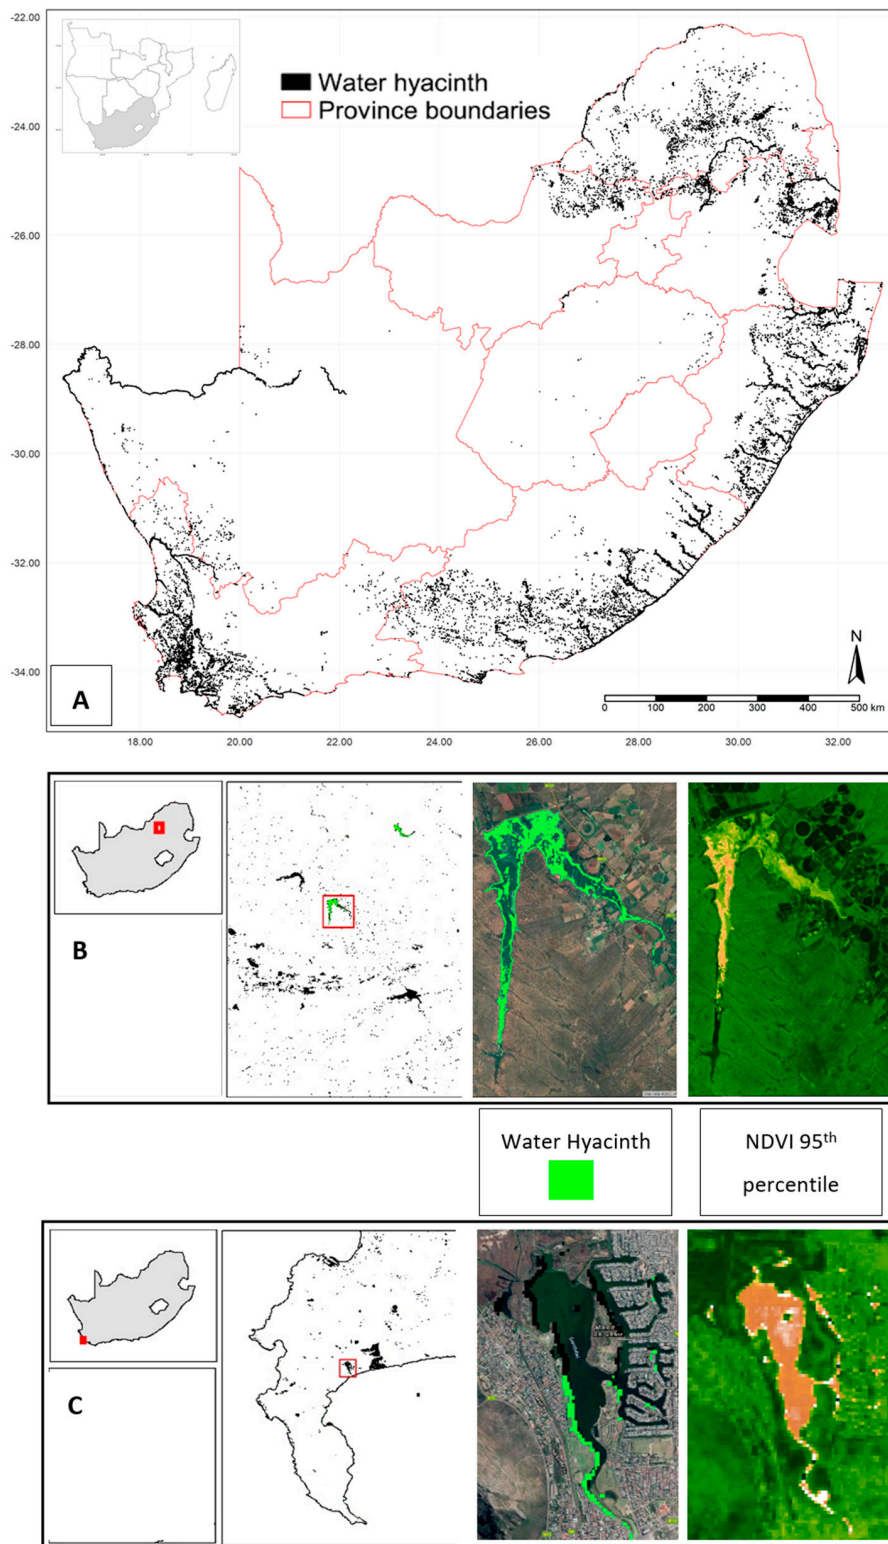 -22.00
-24.00
-26.00
-28.00
-30.00
-32.00
-34.00
Water hyacinth
Province boundaries
A
N
0 100 200 300 400 500 km
18.00 20.00 22.00 24.00 26.00 28.00 30.00 32.00
B
Water Hyacinth
NDVI 95th
percentile
C